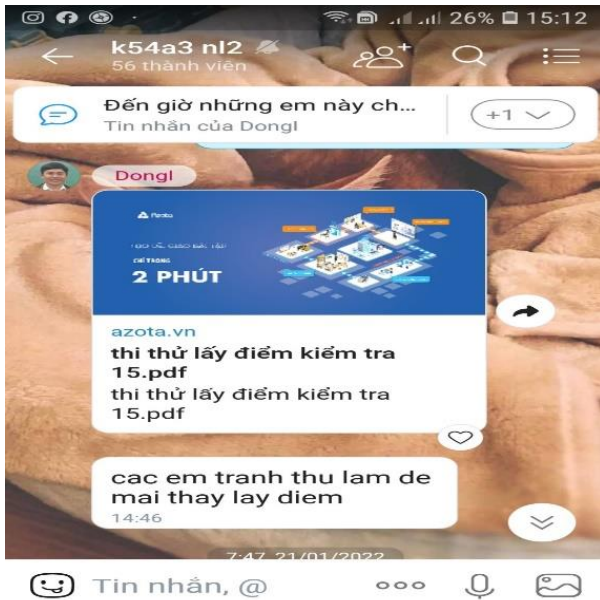 26% 15:12
k54a3 nl2
56 thành viên
Đến giờ những em này ch...
Tin nhắn của Dongl
+1
Dongl
Azota
CHỈ TRONG
2 PHÚT
azota.vn
thi thử lấy điểm kiểm tra
15.pdf
thi thử lấy điểm kiểm tra
15.pdf
cac em tranh thu lam de
mai thay lay diem
14:46
7:47 21/01/2022
Tin nhắn, @